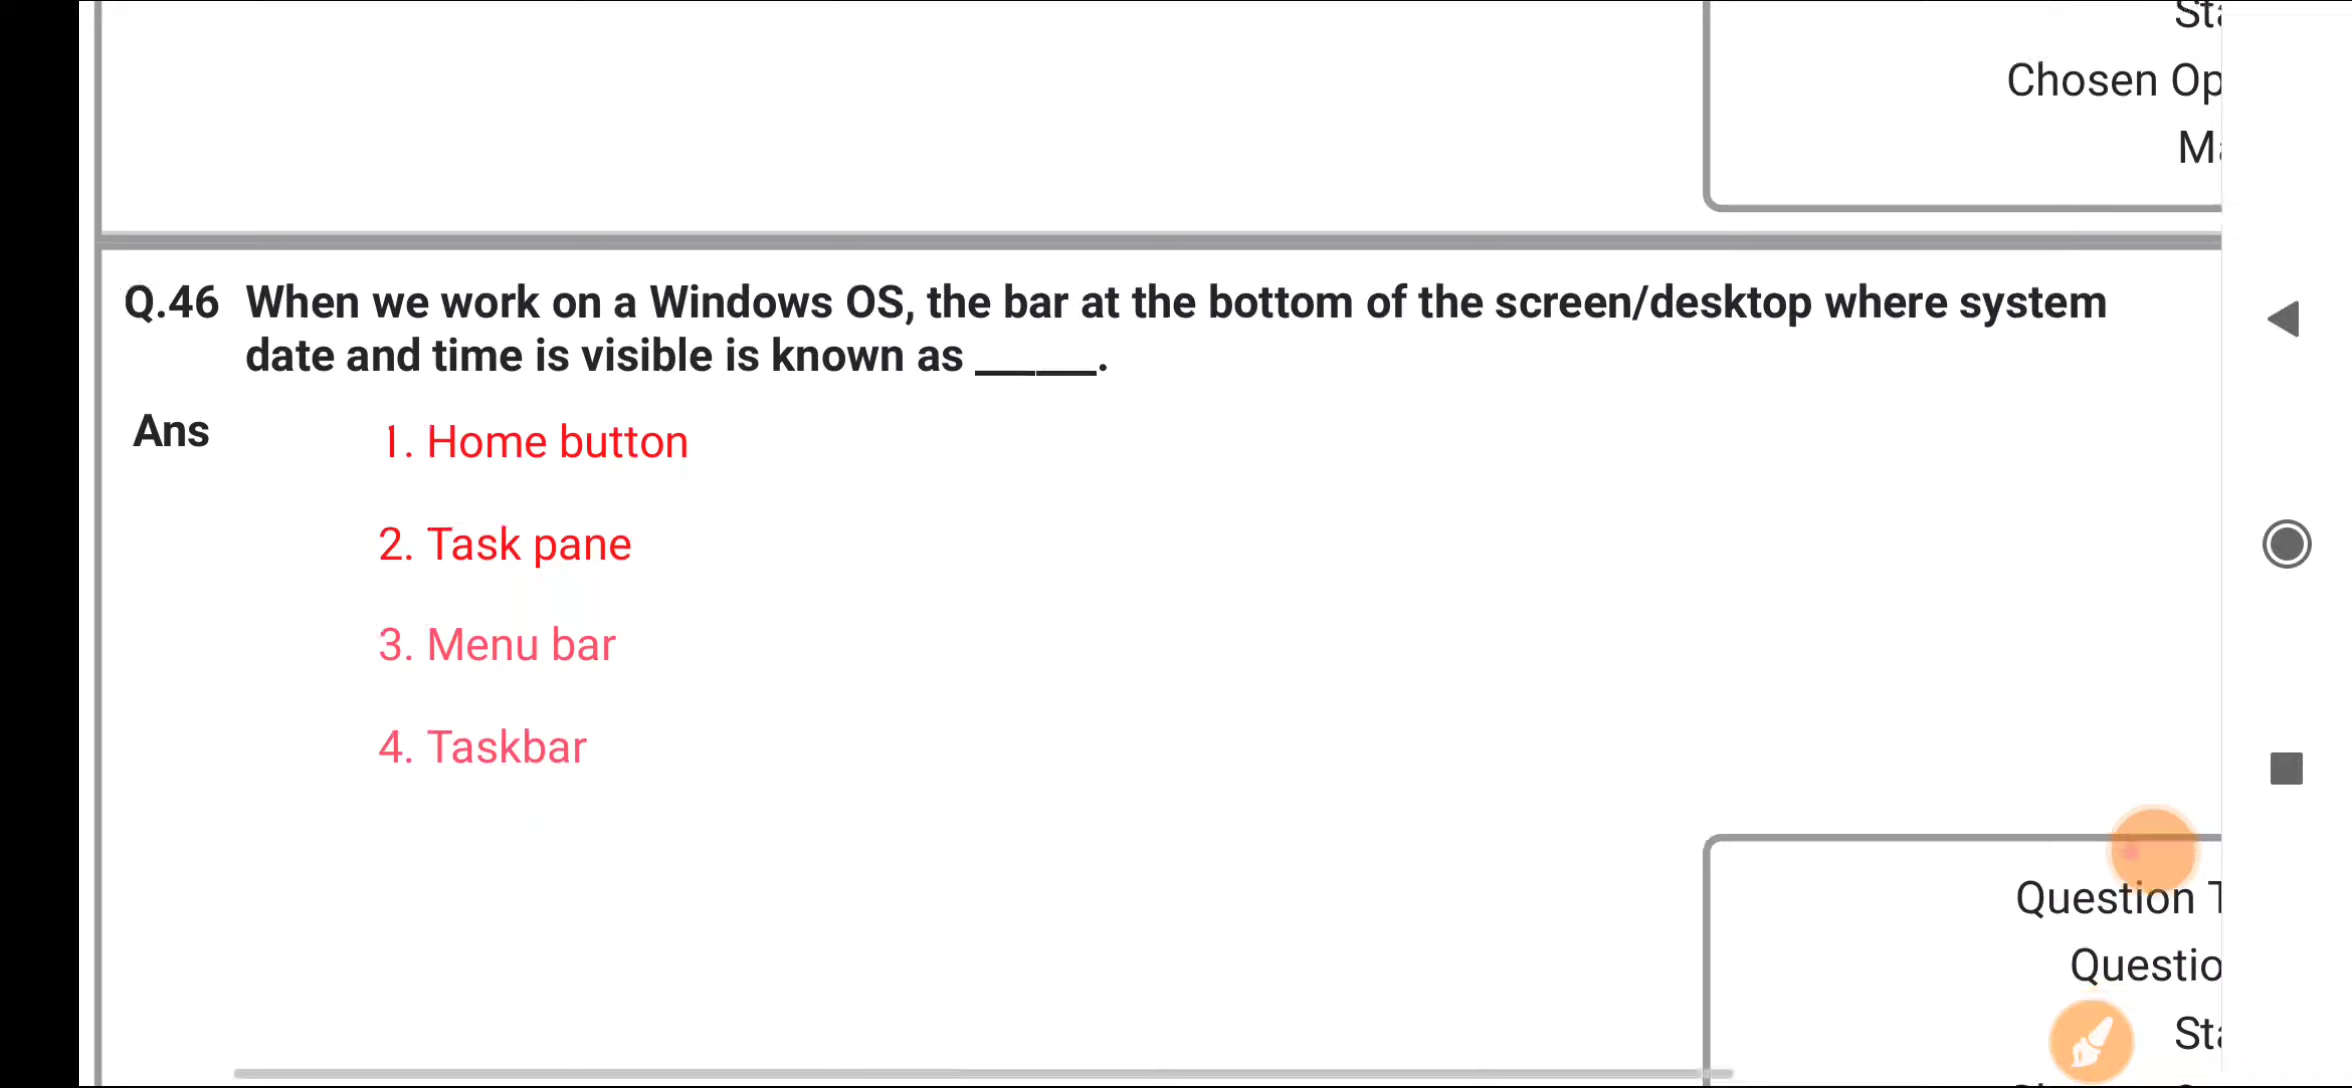 Chosen Op
Q.46 When we work on a Windows OS, the bar at the bottom of the screen/desktop where system
date and time is visible is known as ______.
Ans
1. Home button
2. Task pane
3. Menu bar
4. Taskbar
Question
Questio